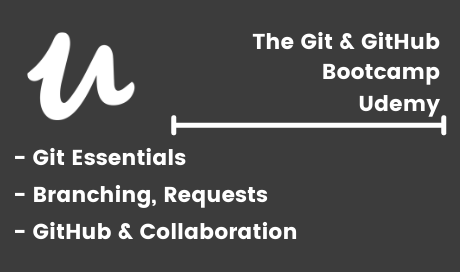 The Git & GitHub
Bootcamp
Udemy
- Git Essentials
- Branching, Requests
- GitHub & Collaboration